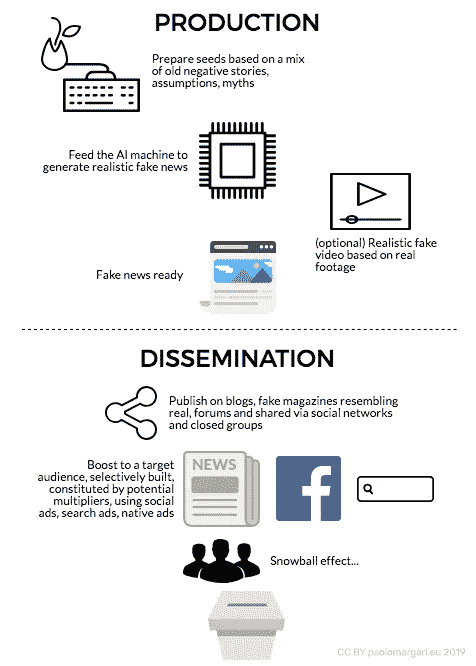 PRODUCTION
Prepare seeds based on a mix
of old negative stories,
assumptions, myths
Feed the AI machine to
generate realistic fake news
(optional) Realistic fake
video based on real
footage
Fake news ready
DISSEMINATION
Publish on blogs, fake magazines resembling
real, forums and shared via social networks
and closed groups
Boost to a target
audience, selectively built,
constituted by potential
multipliers, using social
ads, search ads, native ads
NEWS
f
Snowball effect...
CC BY paolomargari.eu 2019